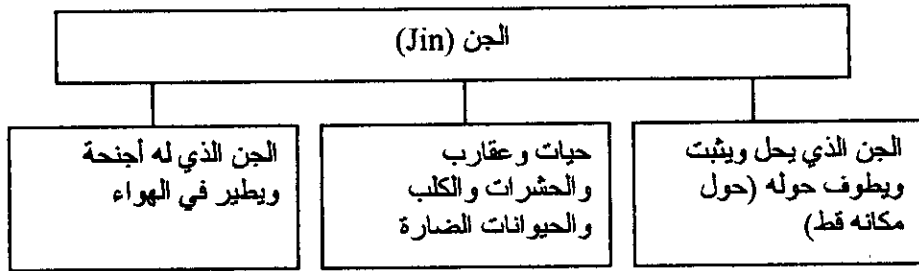 الجن (Jin)
الجن الذي يحل ويثبت
ويطوف حوله (حول
مكانه قط)
حيات وعقارب
والحشرات والكلب
والحيوانات الضارة
الجن الذي له أجنحة
ويطير في الهواء